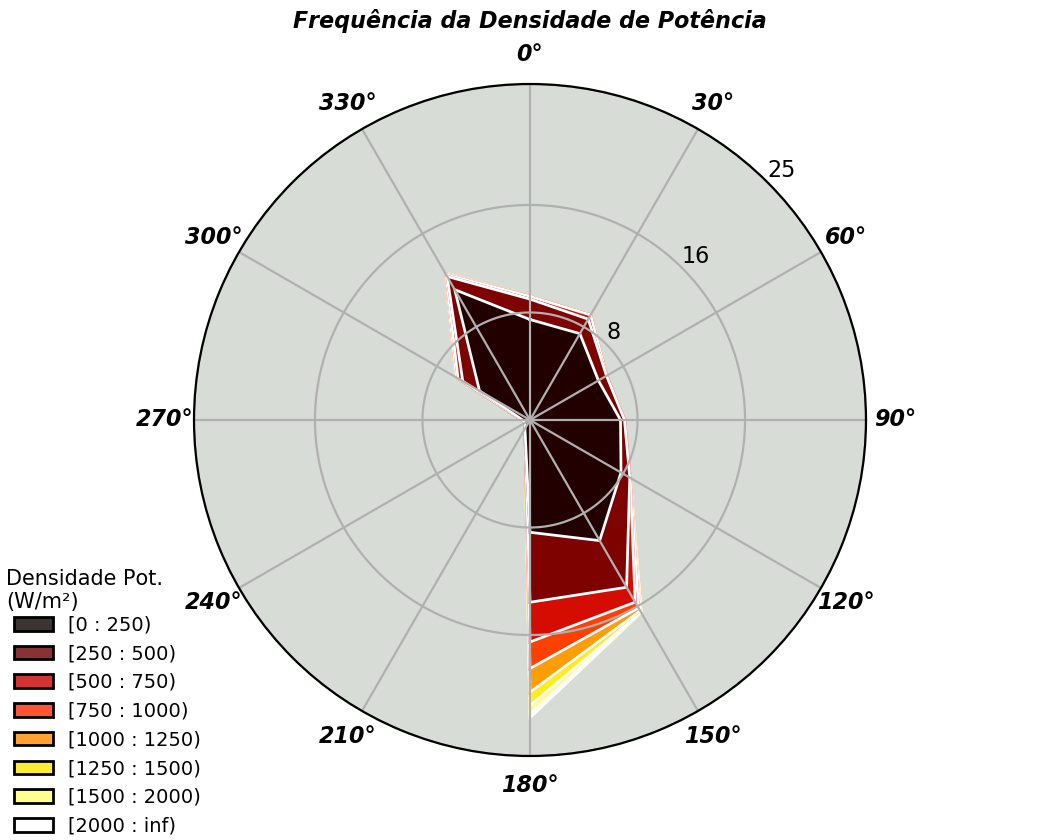 Frequência da Densidade de Potência
0°
330°
30°
25
300°
60°
16
8
270°
90°
Densidade Pot.
(W/m²)
240°
120°
[0 : 250)
[250 : 500)
[500 : 750)
[750 : 1000)
210°
150°
[1000 : 1250)
[1250 : 1500)
180°
[1500 : 2000)
[2000 : inf)